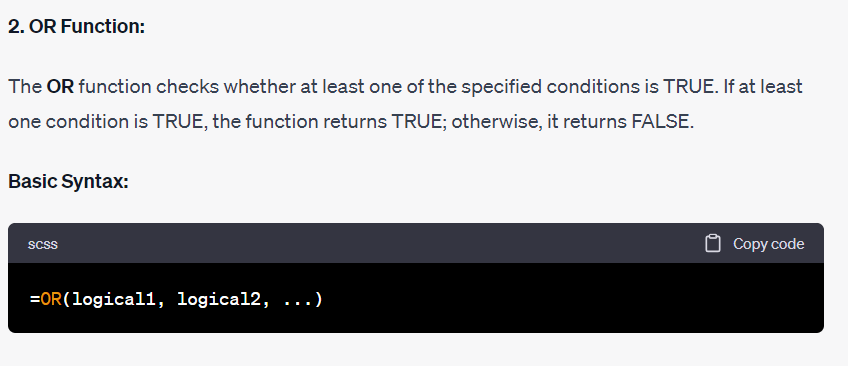 2. OR Function:
The OR function checks whether at least one of the specified conditions is TRUE. If at least
one condition is TRUE, the function returns TRUE; otherwise, it returns FALSE.
Basic Syntax:
scss Copy code
=OR(logical1, logical2, ...)